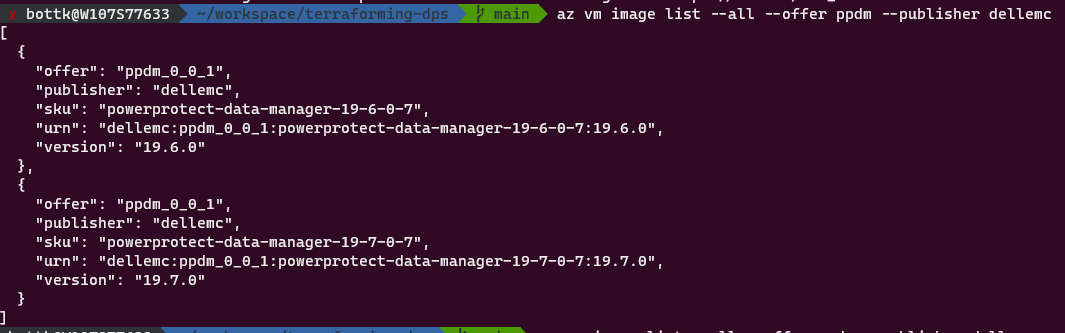 x bottk@W107S77633 ~/workspace/terraforming-dps main az vm image list --all --offer ppdm --publisher dellemc
[
  {
    "offer": "ppdm_0_0_1",
    "publisher": "dellemc",
    "sku": "powerprotect-data-manager-19-6-0-7",
    "urn": "dellemc:ppdm_0_0_1:powerprotect-data-manager-19-6-0-7:19.6.0",
    "version": "19.6.0"
  },
  {
    "offer": "ppdm_0_0_1",
    "publisher": "dellemc",
    "sku": "powerprotect-data-manager-19-7-0-7",
    "urn": "dellemc:ppdm_0_0_1:powerprotect-data-manager-19-7-0-7:19.7.0",
    "version": "19.7.0"
  }
]